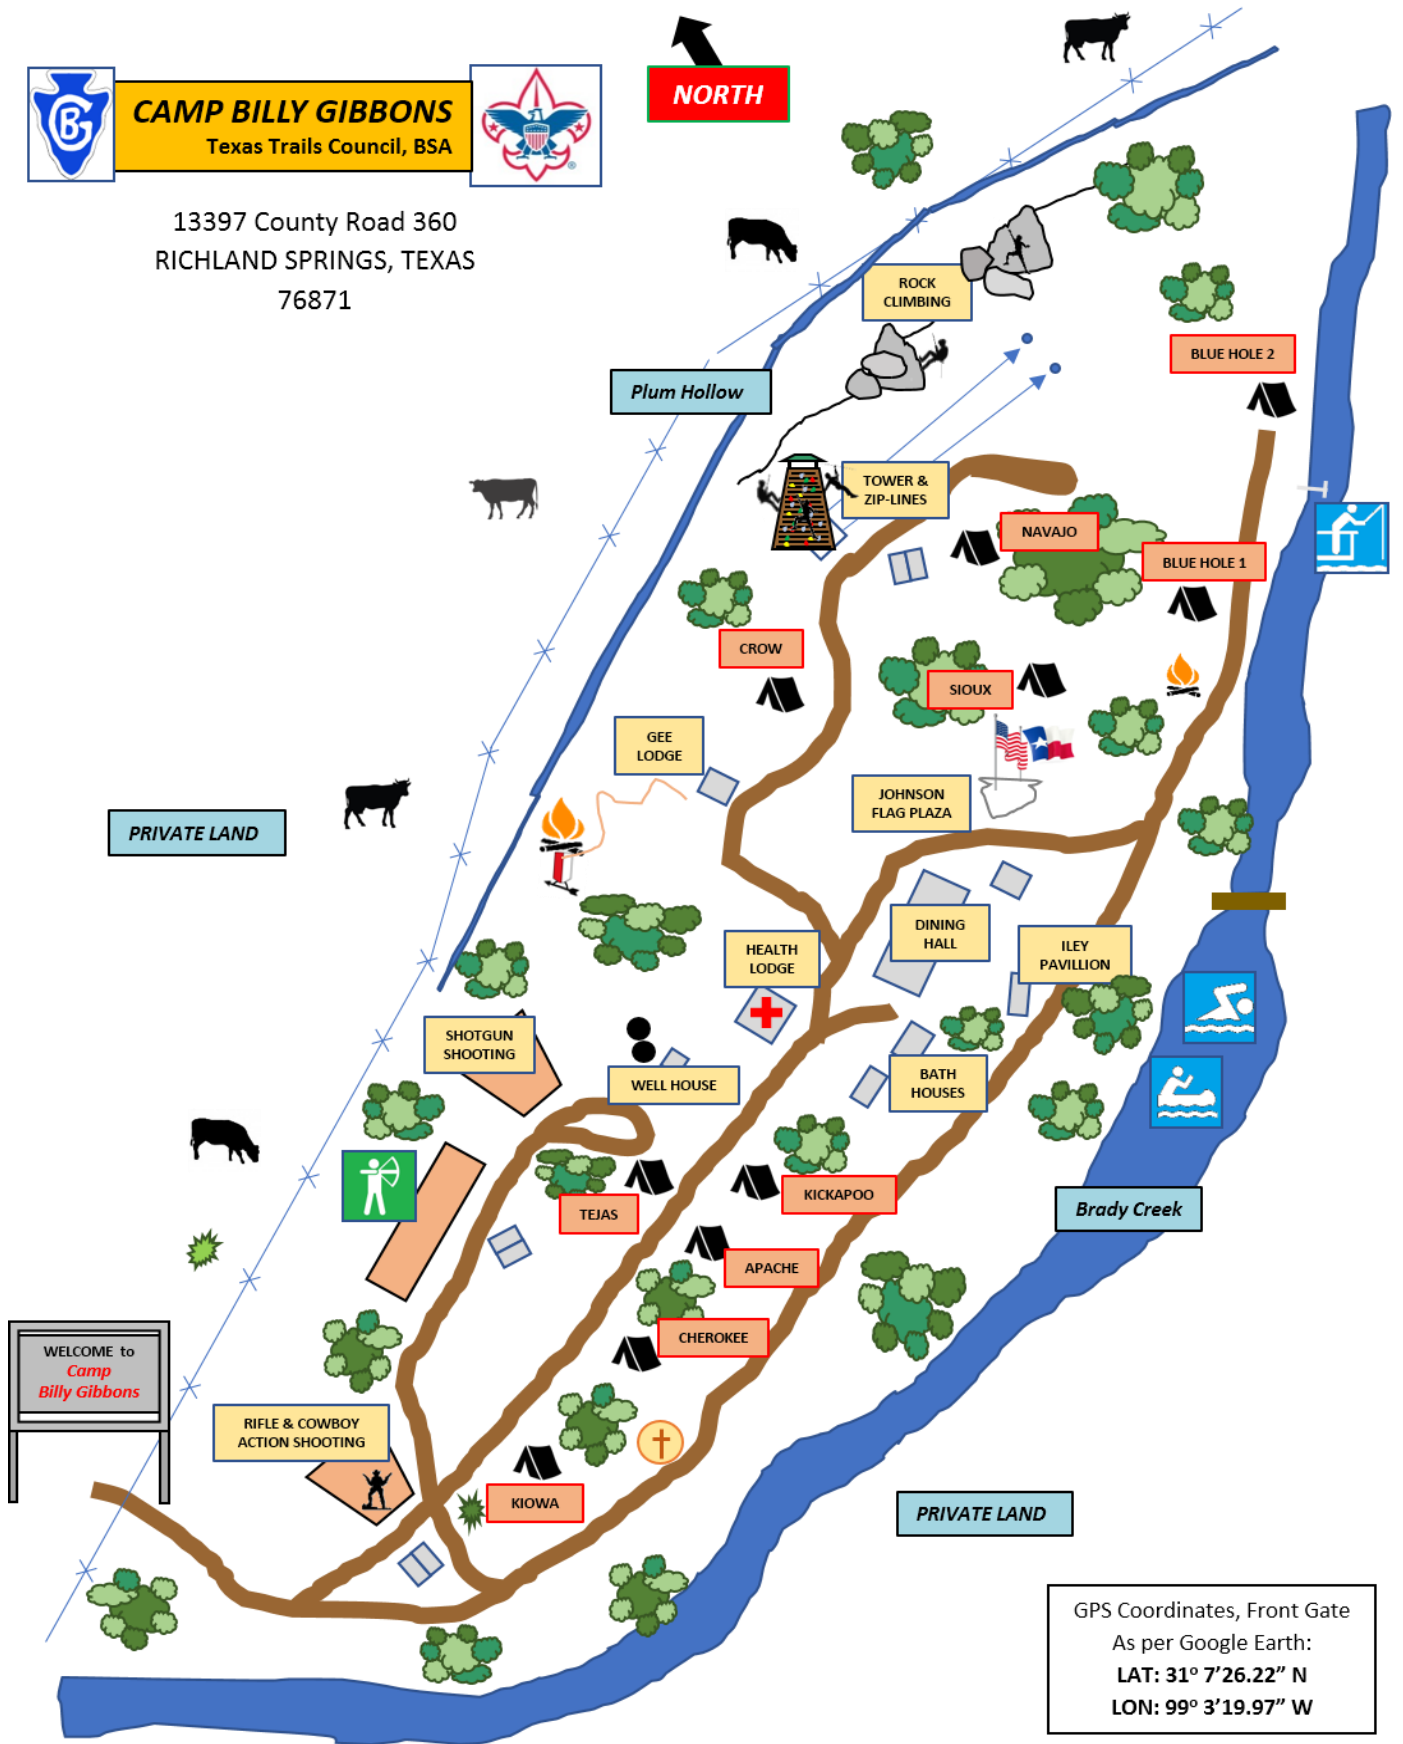 NORTH
BG
CAMP BILLY GIBBONS
Texas Trails Council, BSA
®
13397 County Road 360
RICHLAND SPRINGS, TEXAS
76871
ROCK
CLIMBING
BLUE HOLE 2
Plum Hollow
TOWER &
ZIP-LINES
NAVAJO
BLUE HOLE 1
CROW
SIOUX
GEE
LODGE
JOHNSON
FLAG PLAZA
PRIVATE LAND
DINING
HALL
HEALTH
LODGE
ILEY
PAVILLION
SHOTGUN
SHOOTING
WELL HOUSE
BATH
HOUSES
KICKAPOO
TEJAS
Brady Creek
APACHE
CHEROKEE
WELCOME to
Camp
Billy Gibbons
RIFLE & COWBOY
ACTION SHOOTING
KIOWA
PRIVATE LAND
GPS Coordinates, Front Gate
As per Google Earth:
LAT: 31º 7’26.22” N
LON: 99º 3’19.97” W